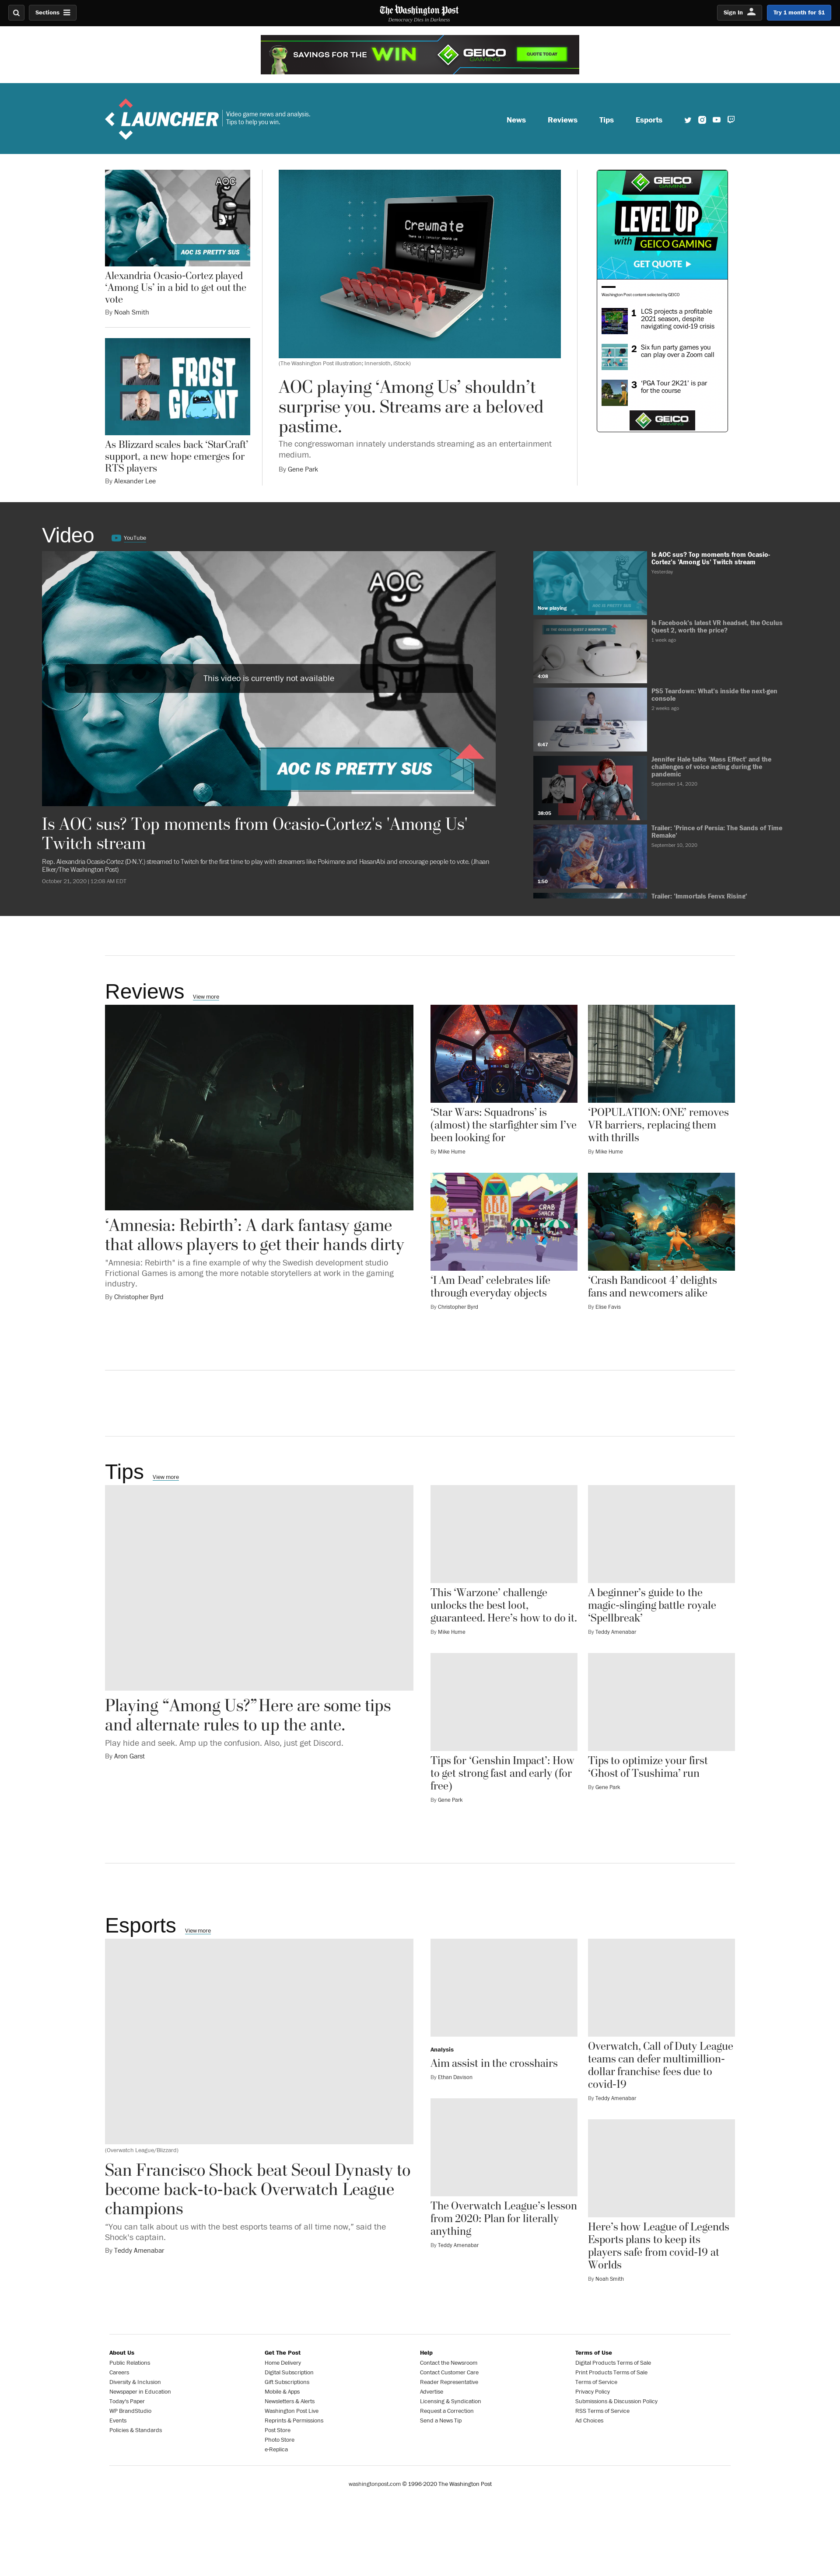 Sections
The Washington Post
Democracy Dies in Darkness
Sign In
Try 1 month for $1
SAVINGS FOR THE WIN
GEICO GAMING
QUOTE TODAY
LAUNCHER
Video game news and analysis.
Tips to help you win.
News
Reviews
Tips
Esports
AOC
AOC IS PRETTY SUS
Alexandria Ocasio-Cortez played
‘Among Us’ in a bid to get out the
vote
By Noah Smith
FROST
GIANT
As Blizzard scales back ‘StarCraft’
support, a new hope emerges for
RTS players
By Alexander Lee
Crewmate
(The Washington Post illustration; Innersloth, iStock)
AOC playing ‘Among Us’ shouldn’t
surprise you. Streams are a beloved
pastime.
The congresswoman innately understands streaming as an entertainment
medium.
By Gene Park
GEICO
GAMING
LEVEL UP
with GEICO GAMING
GET QUOTE
Washington Post content selected by GEICO
1 LCS projects a profitable
2021 season, despite
navigating covid-19 crisis
2 Six fun party games you
can play over a Zoom call
3 ‘PGA Tour 2K21’ is par
for the course
GEICO
GAMING
Video
YouTube
AOC
This video is currently not available
AOC IS PRETTY SUS
Is AOC sus? Top moments from Ocasio-Cortez's 'Among Us'
Twitch stream
Rep. Alexandria Ocasio-Cortez (D-N.Y.) streamed to Twitch for the first time to play with streamers like Pokimane and HasanAbi and encourage people to vote. (Jhaan
Elker/The Washington Post)
October 21, 2020 | 12:08 AM EDT
Now playing
AOC IS PRETTY SUS
Is AOC sus? Top moments from Ocasio-
Cortez's 'Among Us' Twitch stream
Yesterday
4:08
Is Facebook's latest VR headset, the Oculus
Quest 2, worth the price?
1 week ago
6:47
PS5 Teardown: What's inside the next-gen
console
2 weeks ago
38:05
Jennifer Hale talks 'Mass Effect' and the
challenges of voice acting during the
pandemic
September 14, 2020
1:50
Trailer: 'Prince of Persia: The Sands of Time
Remake'
September 10, 2020
Trailer: 'Immortals Fenyx Rising'
Reviews
View more
‘Amnesia: Rebirth’: A dark fantasy game
that allows players to get their hands dirty
"Amnesia: Rebirth" is a fine example of why the Swedish development studio
Frictional Games is among the more notable storytellers at work in the gaming
industry.
By Christopher Byrd
‘Star Wars: Squadrons’ is
(almost) the starfighter sim I’ve
been looking for
By Mike Hume
‘POPULATION: ONE’ removes
VR barriers, replacing them
with thrills
By Mike Hume
CRAB
SHACK
‘I Am Dead’ celebrates life
through everyday objects
By Christopher Byrd
‘Crash Bandicoot 4’ delights
fans and newcomers alike
By Elise Favis
Tips
View more
Playing “Among Us?” Here are some tips
and alternate rules to up the ante.
Play hide and seek. Amp up the confusion. Also, just get Discord.
By Aron Garst
This ‘Warzone’ challenge
unlocks the best loot,
guaranteed. Here’s how to do it.
By Mike Hume
A beginner’s guide to the
magic-slinging battle royale
‘Spellbreak’
By Teddy Amenabar
Tips for ‘Genshin Impact’: How
to get strong fast and early (for
free)
By Gene Park
Tips to optimize your first
‘Ghost of Tsushima’ run
By Gene Park
Esports
View more
(Overwatch League/Blizzard)
San Francisco Shock beat Seoul Dynasty to
become back-to-back Overwatch League
champions
"You can talk about us with the best esports teams of all time now," said the
Shock's captain.
By Teddy Amenabar
Analysis
Aim assist in the crosshairs
By Ethan Davison
The Overwatch League’s lesson
from 2020: Plan for literally
anything
By Teddy Amenabar
Overwatch, Call of Duty League
teams can defer multimillion-
dollar franchise fees due to
covid-19
By Teddy Amenabar
Here’s how League of Legends
Esports plans to keep its
players safe from covid-19 at
Worlds
By Noah Smith
About Us
Public Relations
Careers
Diversity & Inclusion
Newspaper in Education
Today's Paper
WP BrandStudio
Events
Policies & Standards
Get The Post
Home Delivery
Digital Subscription
Gift Subscriptions
Mobile & Apps
Newsletters & Alerts
Washington Post Live
Reprints & Permissions
Post Store
Photo Store
e-Replica
Help
Contact the Newsroom
Contact Customer Care
Reader Representative
Advertise
Licensing & Syndication
Request a Correction
Send a News Tip
Terms of Use
Digital Products Terms of Sale
Print Products Terms of Sale
Terms of Service
Privacy Policy
Submissions & Discussion Policy
RSS Terms of Service
Ad Choices
washingtonpost.com © 1996-2020 The Washington Post